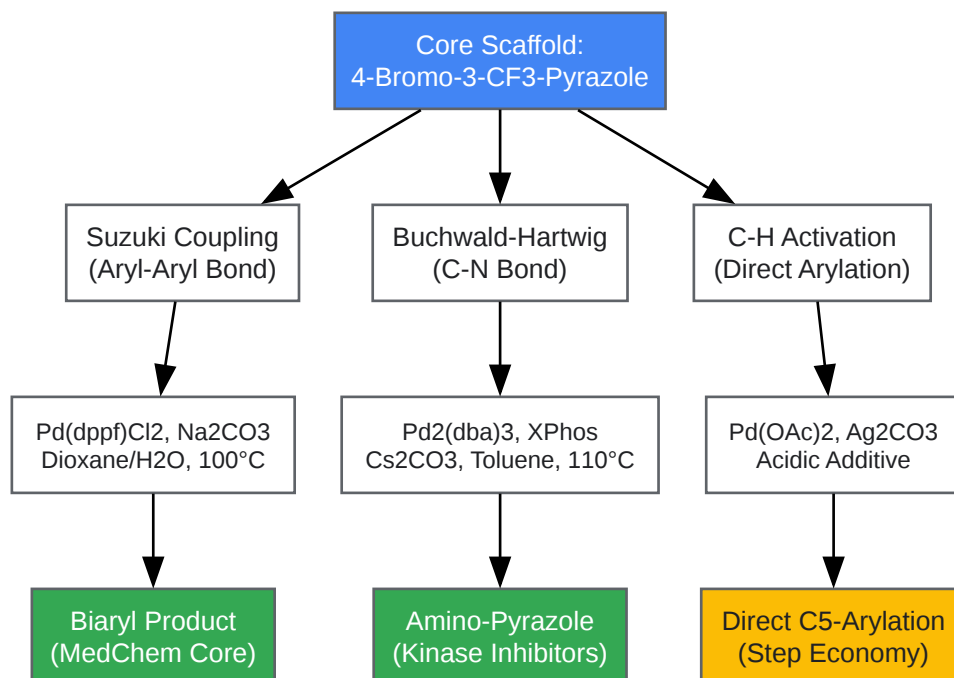 Core Scaffold:
4-Bromo-3-CF3-Pyrazole
Suzuki Coupling
(Aryl-Aryl Bond)
Buchwald-Hartwig
(C-N Bond)
C-H Activation
(Direct Arylation)
Pd(dppf)Cl2, Na2CO3
Dioxane/H2O, 100°C
Pd2(dba)3, XPhos
Cs2CO3, Toluene, 110°C
Pd(OAc)2, Ag2CO3
Acidic Additive
Biaryl Product
(MedChem Core)
Amino-Pyrazole
(Kinase Inhibitors)
Direct C5-Arylation
(Step Economy)